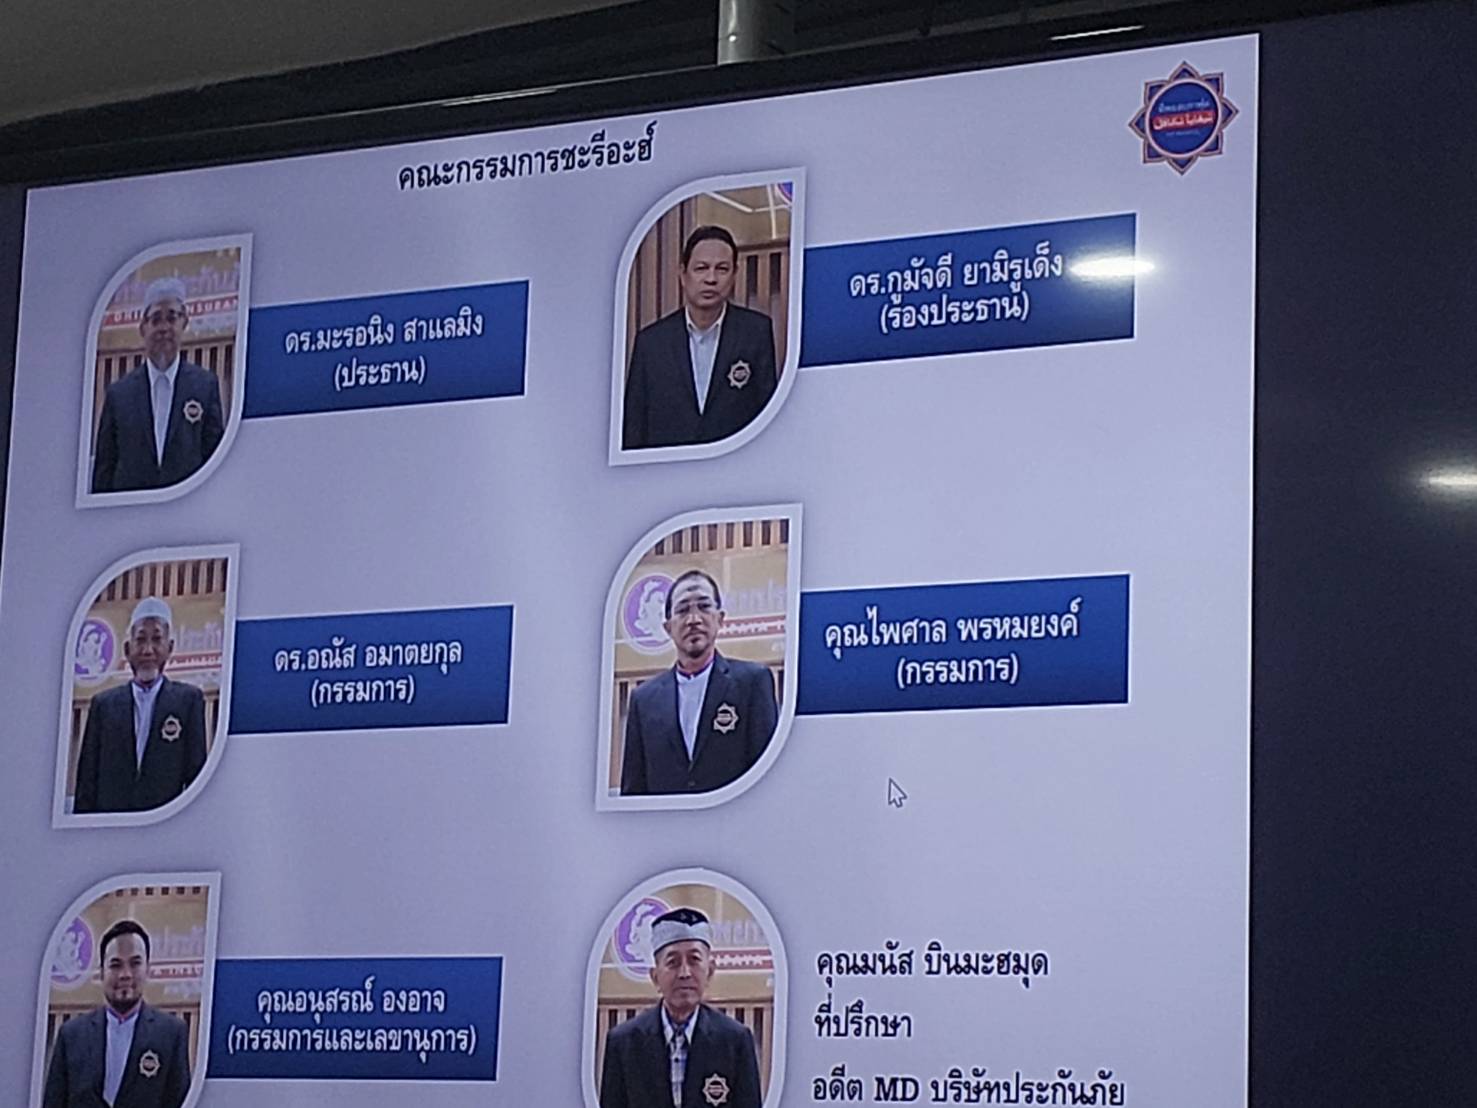 คณะกรรมการชะรีอะฮ์
ดร.มะรอนิง สาแลมิง
(ประธาน)
ดร.กูมัจดี ยามิรูเด็ง
(รองประธาน)
ดร.อณัส อมาตยกุล
(กรรมการ)
คุณไพศาล พรหมยงค์
(กรรมการ)
คุณอนุสรณ์ องอาจ
(กรรมการและเลขานุการ)
คุณมนัส บินมะฮมุด
ที่ปรึกษา
อดีต MD บริษัทประกันภัย